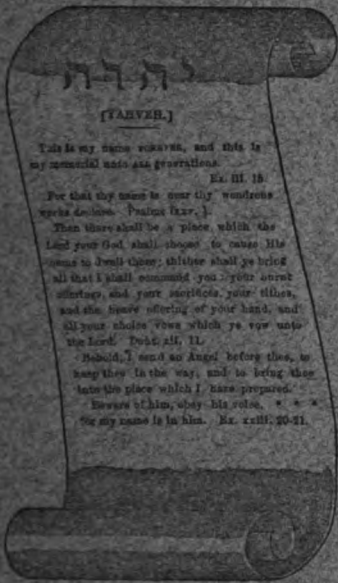 יהוה
[YAHVEH.]
This is my name FOREVER, and this is
my memorial unto ALL generations.
Ex. iii. 15.
For that thy name is near thy wondrous
works declare. Psalms lxxv, 1.
Then there shall be a place which the
Lord your God shall choose to cause His
name to dwell there; thither shall ye bring
all that I shall command you: your burnt
offerings, and your sacrifices, your tithes,
and the heave offering of your hand, and
all your choice vows which ye vow unto
the Lord. xii, 11.
Behold, I send an Angel before thee, to
keep thee in the way, and to bring thee
into the place which I have prepared.
Beware of him, obey his voice, * * *
for my name is in him. Ex. xxiii. 20-21.